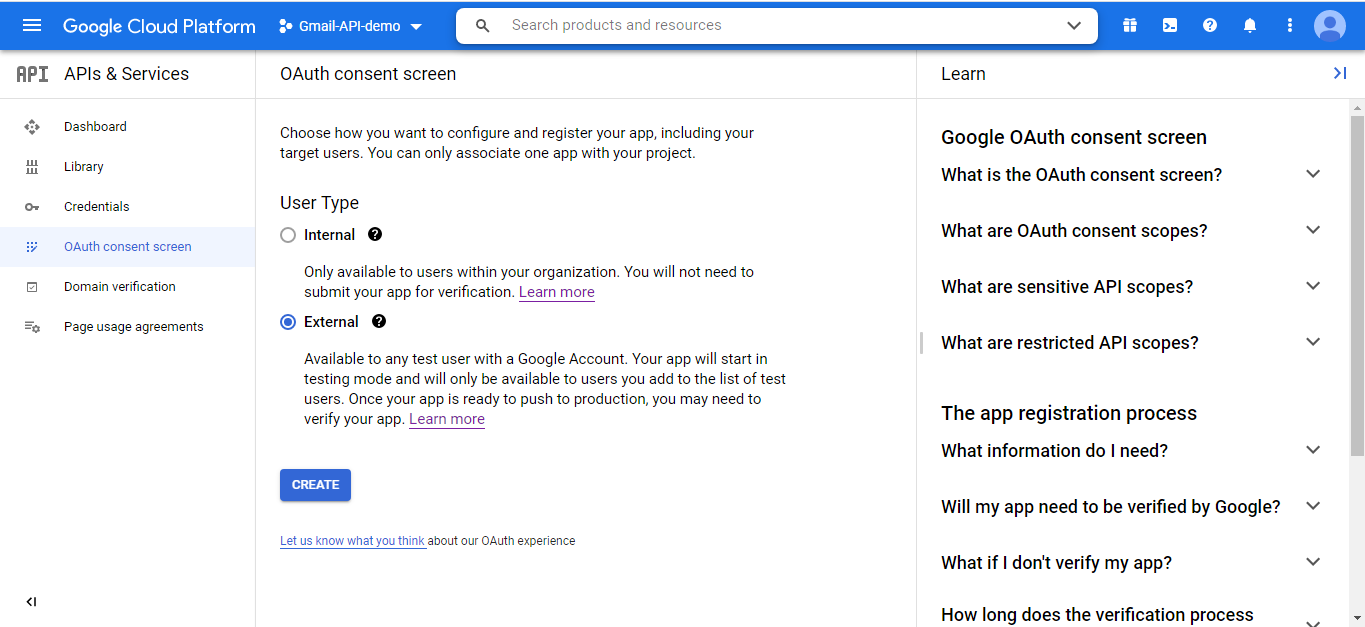 Google Cloud Platform
Gmail-API-demo
Search products and resources
API APIs & Services
Dashboard
Library
Credentials
OAuth consent screen
Domain verification
Page usage agreements
OAuth consent screen
Choose how you want to configure and register your app, including your
target users. You can only associate one app with your project.
User Type
Internal
Only available to users within your organization. You will not need to
submit your app for verification. Learn more
External
Available to any test user with a Google Account. Your app will start in
testing mode and will only be available to users you add to the list of test
users. Once your app is ready to push to production, you may need to
verify your app. Learn more
CREATE
Let us know what you think about our OAuth experience
Learn
Google OAuth consent screen
What is the OAuth consent screen?
What are OAuth consent scopes?
What are sensitive API scopes?
What are restricted API scopes?
The app registration process
What information do I need?
Will my app need to be verified by Google?
What if I don't verify my app?
How long does the verification process